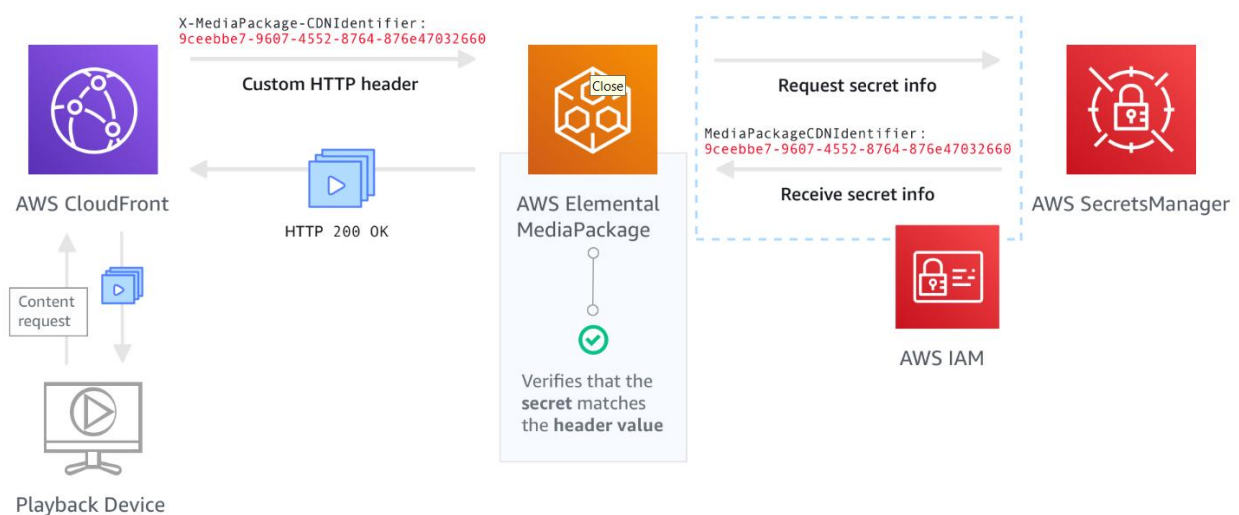 X-MediaPackage-CDNIdentifier:
9ceebbe7-9607-4552-8764-876e47032660
Custom HTTP header
Close
Request secret info
MediaPackageCDNIdentifier:
9ceebbe7-9607-4552-8764-876e47032660
Receive secret info
AWS CloudFront
HTTP 200 OK
AWS Elemental
MediaPackage
AWS SecretsManager
Content
request
AWS IAM
Verifies that the
secret matches
the header value
Playback Device